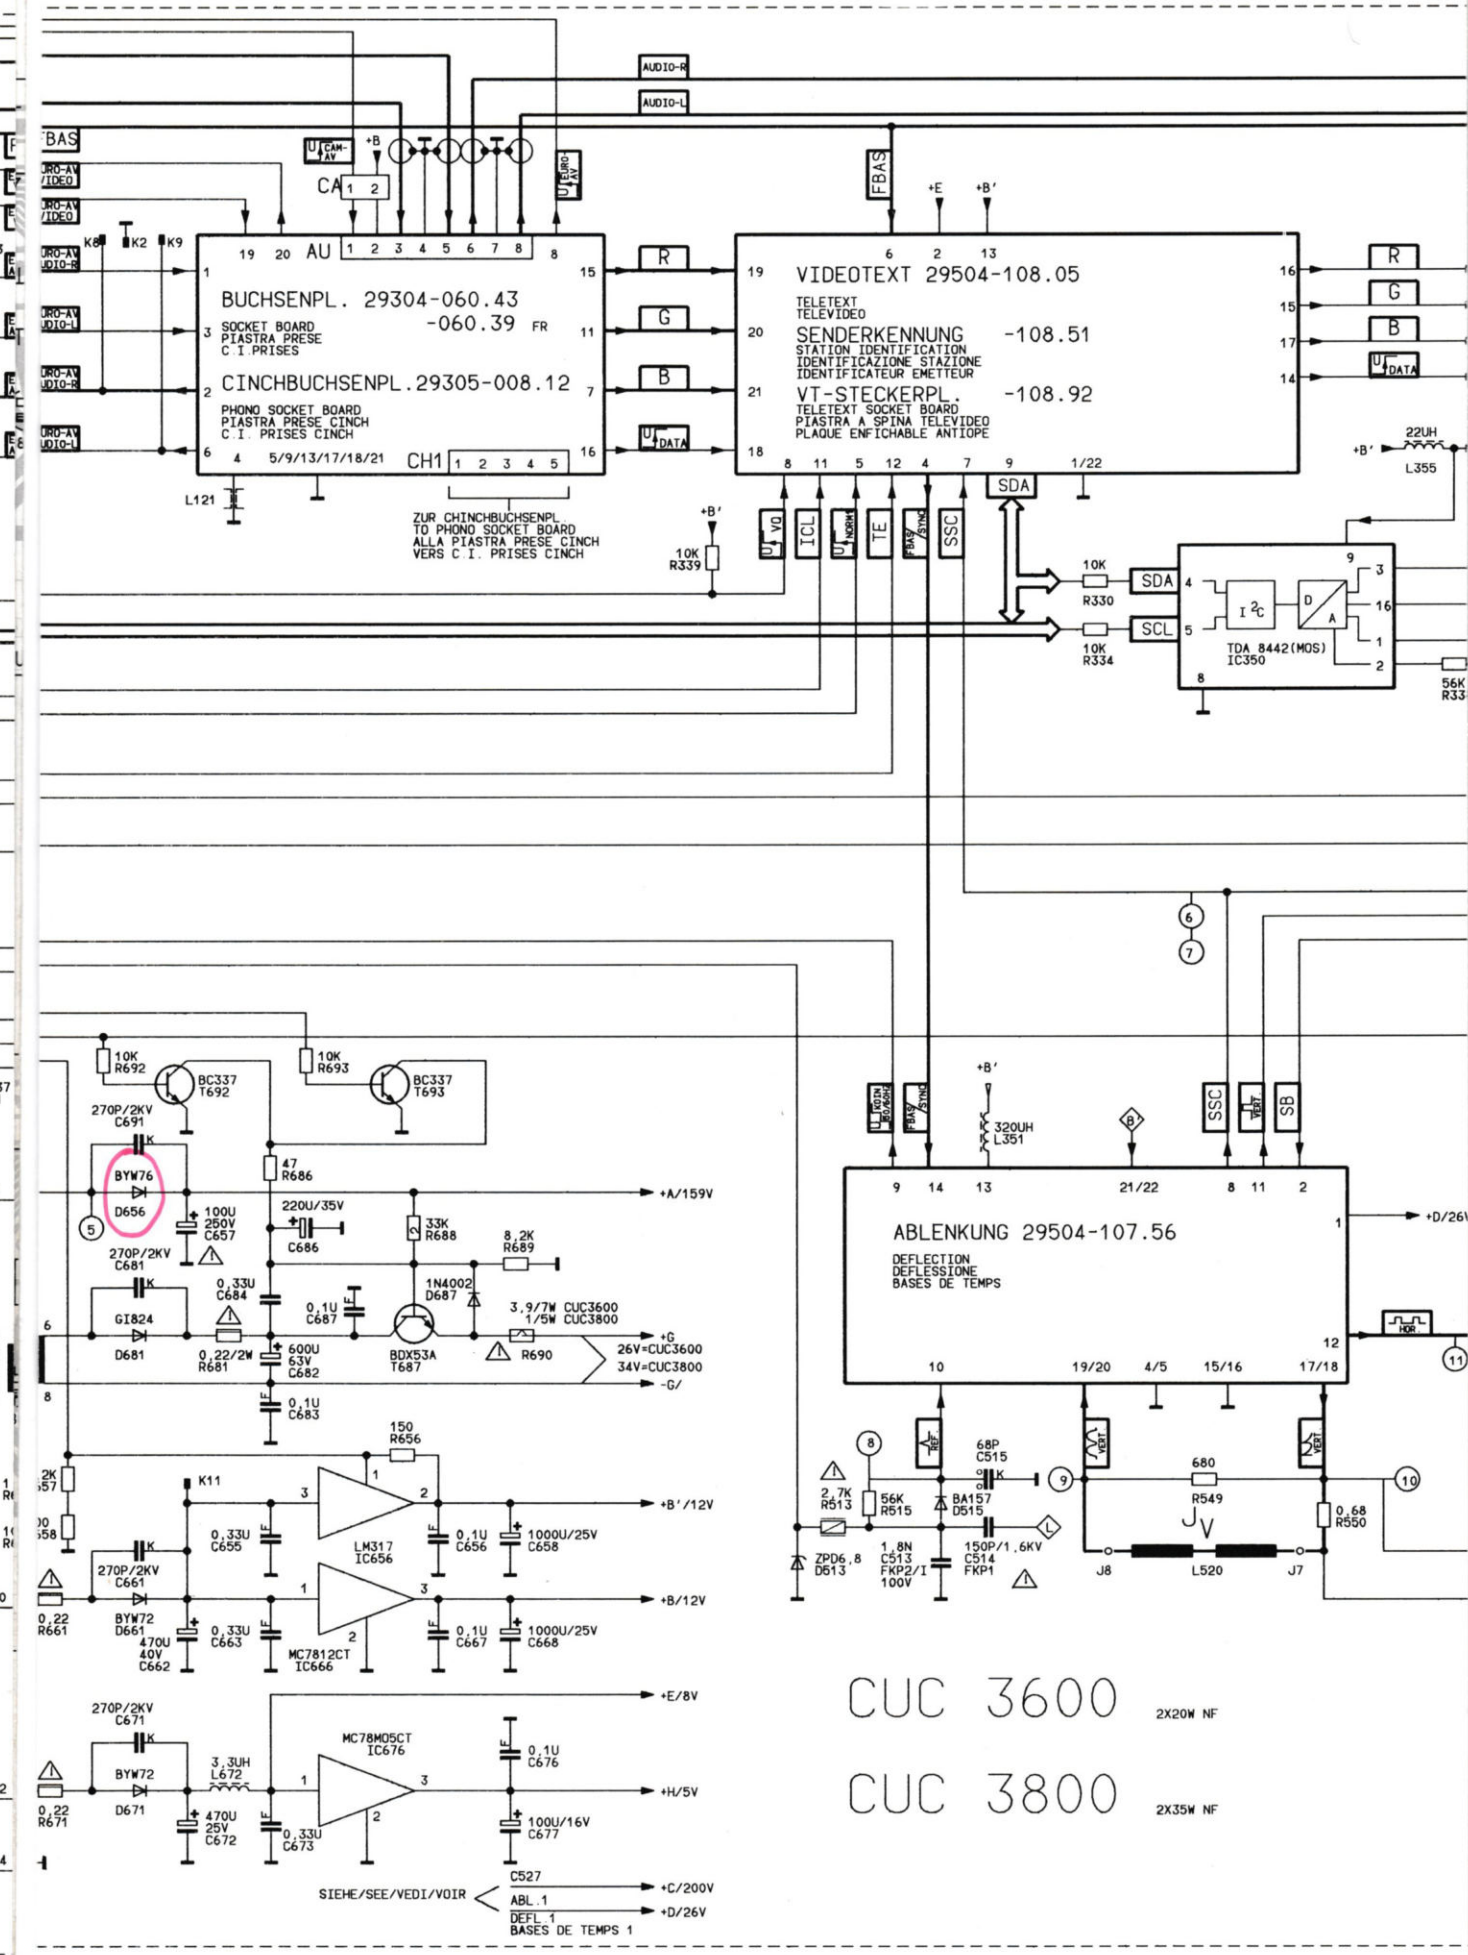 AUDIO-R
AUDIO-L
FBAS
U CAM-AV
+B
U EURO-AV
FBAS
CA 1 2
+E
+B'
K8
K2
K9
19 20 AU 1 2 3 4 5 6 7 8 8
1
15
R
BUCHSENPL. 29304-060.43
-060.39 FR
SOCKET BOARD
PIASTRA PRESE
C.I.PRISES
3
11
G
CINCHBUCHSENPL.29305-008.12
2
7
B
PHONO SOCKET BOARD
PIASTRA PRESE CINCH
C.I. PRISES CINCH
6
16
U DATA
4 5/9/13/17/18/21 CH1 1 2 3 4 5
L121
ZUR CHINCHBUCHSENPL.
TO PHONO SOCKET BOARD
ALLA PIASTRA PRESE CINCH
VERS C.I. PRISES CINCH
6 2 13
19
VIDEOTEXT 29504-108.05
16
R
TELETEXT
TELEVIDEO
15
G
20
SENDERKENNUNG -108.51
17
B
STATION IDENTIFICATION
IDENTIFICAZIONE STAZIONE
IDENTIFICATEUR EMETTEUR
14
U DATA
21
VT-STECKERPL. -108.92
TELETEXT SOCKET BOARD
PIASTRA A SPINA TELEVIDEO
PLAQUE ENFICHABLE ANTIOPE
18
8 11 5 12 4 7 9 1/22
SDA
U VQ
ICL
U NORM1
TE
FBAS/SYNC
SSC
+B'
10K
R339
+B'
22UH
L355
10K
R330
SDA
SCL
10K
R334
9
4
5
I²C
D
A
3
16
1
2
TDA 8442(MOS)
IC350
8
56K
6
7
10K
R692
BC337
T692
10K
R693
BC337
T693
270P/2KV
C691
K
BYW76
D656
5
47
R686
+A/159V
100U
250V
C657
220U/35V
C686
33K
R688
8,2K
R689
270P/2KV
C681
K
0,33U
C684
0,1U
C687
1N4002
D687
3,9/7W CUC3600
1/5W CUC3800
6
GI824
D681
0,22/2W
R681
600U
63V
C682
BDX53A
T687
R690
+G
26V=CUC3600
34V=CUC3800
-G/
8
0,1U
C683
150
R656
K11
3
1
2
LM317
IC656
+B'/12V
0,33U
C655
0,1U
C656
1000U/25V
C658
K
270P/2KV
C661
0,22
R661
BYW72
D661
470U
40V
C662
0,33U
C663
1
3
2
MC7812CT
IC666
+B/12V
0,1U
C667
1000U/25V
C668
+E/8V
270P/2KV
C671
K
0,22
R671
BYW72
D671
3,3UH
L672
470U
25V
C672
0,33U
C673
MC78M05CT
IC676
1
3
2
0,1U
C676
+H/5V
100U/16V
C677
SIEHE/SEE/VEDI/VOIR
C527
ABL.1
DEFL.1
BASES DE TEMPS 1
+C/200V
+D/26V
U KOIN 50/60HZ
FBAS/SYNC
+B'
320UH
L351
B'
SSC
VERT.
SB
9 14 13 21/22 8 11 2
ABLENKUNG 29504-107.56
DEFLECTION
DEFLESSIONE
BASES DE TEMPS
1
+D/26V
12
HOR.
11
10 19/20 4/5 15/16 17/18
REF.
VERT.
VERT.
8
68P
C515
K
9
680
R549
10
2,7K
R513
56K
R515
BA157
D515
0,68
R550
ZPD6,8
D513
1,8N
C513
FKP2/I
100V
150P/1,6KV
C514
FKP1
L
J V
J8
L520
J7
CUC 3600 2X20W NF
CUC 3800 2X35W NF